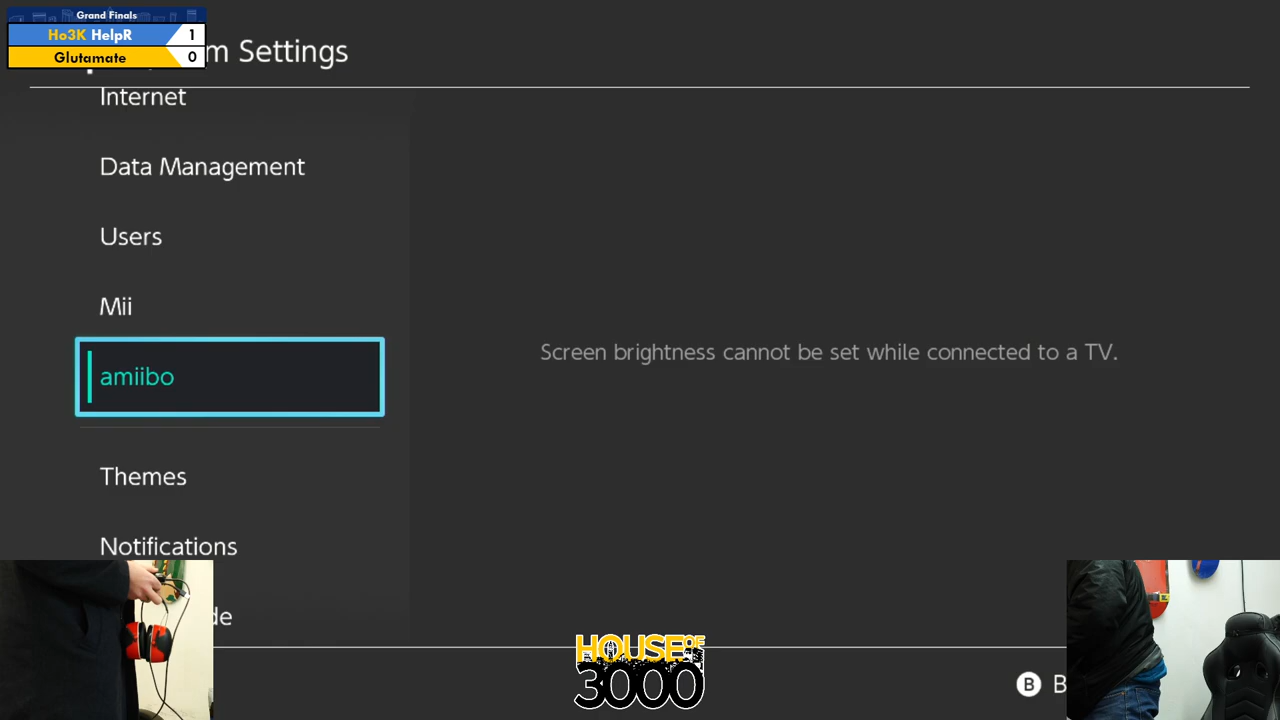 Grand Finals
Ho3K HelpR 1
Glutamate 0
m Settings
Internet
Data Management
Users
Mii
amiibo
Screen brightness cannot be set while connected to a TV.
Themes
Notifications
de
HOUSE OF
3000
B B